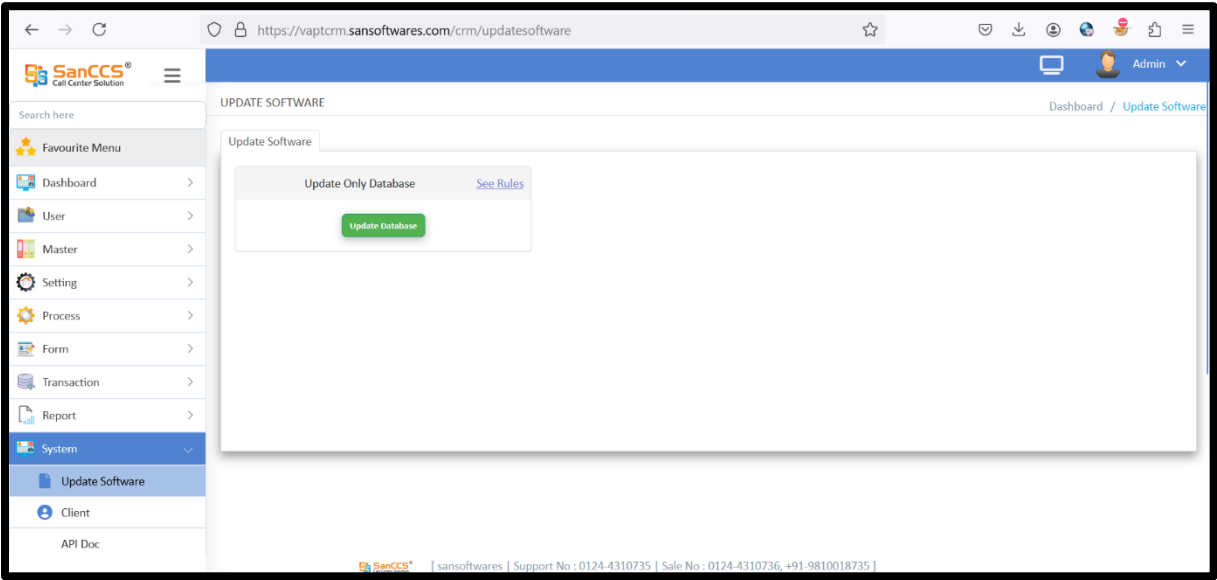 https://vaptcrm.sansoftwares.com/crm/updatesoftware
SanCCS®
Call Center Solution
Admin
Search here
UPDATE SOFTWARE
Dashboard / Update Software
Favourite Menu
Update Software
Dashboard
Update Only Database See Rules
User
Update Database
Master
Setting
Process
Form
Transaction
Report
System
Update Software
Client
API Doc
SanCCS® [ sansoftwares | Support No : 0124-4310735 | Sale No : 0124-4310736, +91-9810018735 ]